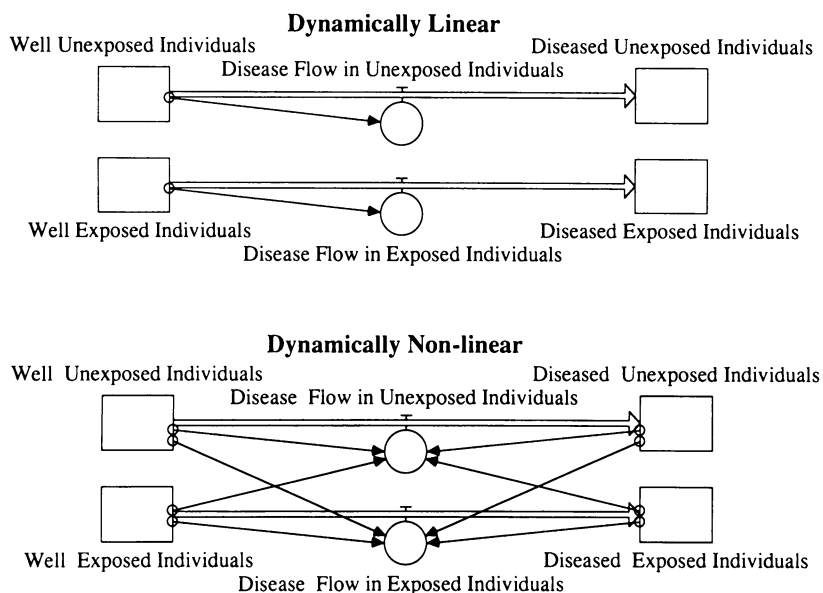 Dynamically Linear
Well Unexposed Individuals
Diseased Unexposed Individuals
Disease Flow in Unexposed Individuals
Well Exposed Individuals
Diseased Exposed Individuals
Disease Flow in Exposed Individuals
Dynamically Non-linear
Well Unexposed Individuals
Diseased Unexposed Individuals
Disease Flow in Unexposed Individuals
Well Exposed Individuals
Diseased Exposed Individuals
Disease Flow in Exposed Individuals